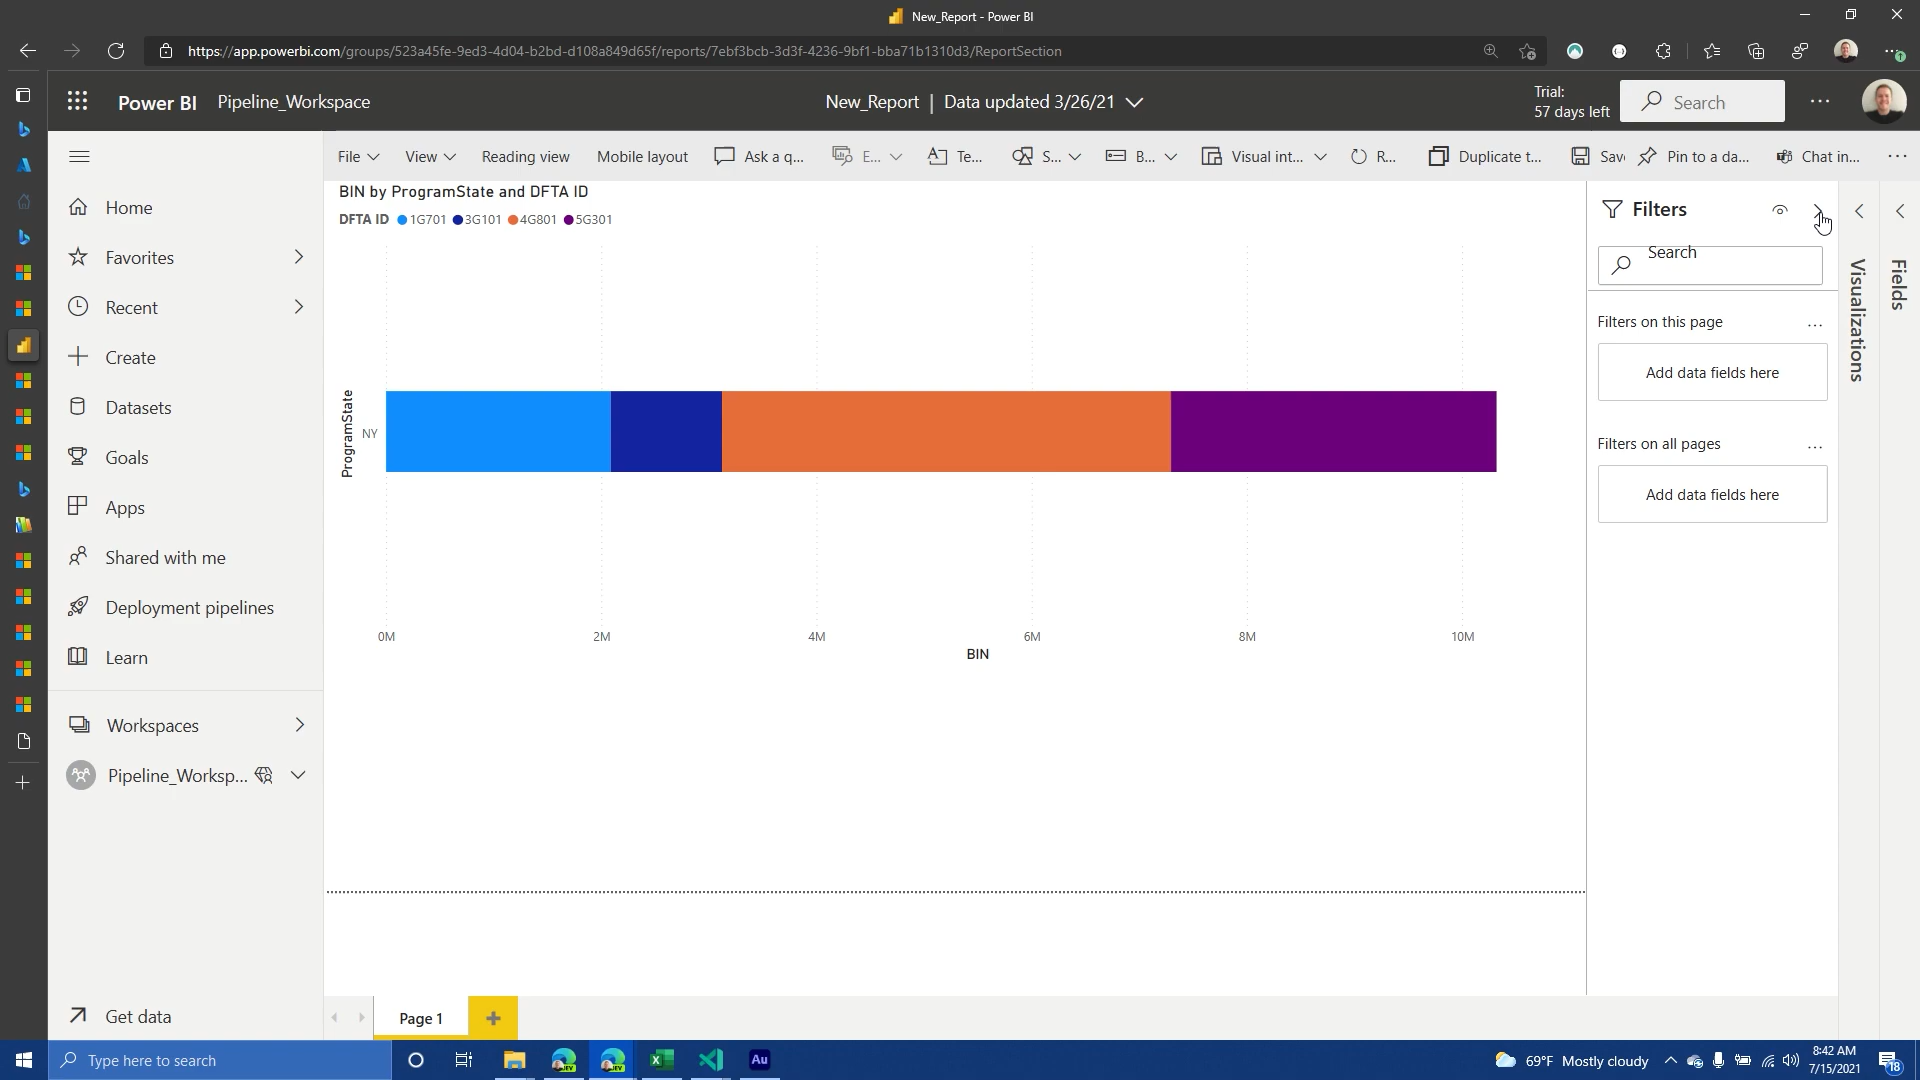 New_Report - Power BI
https://app.powerbi.com/groups/523a45fe-9ed3-4d04-b2bd-d108a849d65f/reports/7ebf3bcb-3d3f-4236-9bf1-bba71b1310d3/ReportSection
Power BI Pipeline_Workspace
New_Report | Data updated 3/26/21
Trial:
57 days left
Search
File View Reading view Mobile layout Ask a q... E... Te... S... B... Visual int... R... Duplicate t... Sav Pin to a da... Chat in...
Home
Favorites
Recent
Create
Datasets
Goals
Apps
Shared with me
Deployment pipelines
Learn
Workspaces
Pipeline_Worksp...
Get data
BIN by ProgramState and DFTA ID
DFTA ID 1G701 3G101 4G801 5G301
ProgramState
NY
0M 2M 4M 6M 8M 10M
BIN
Filters
Search
Filters on this page ...
Add data fields here
Filters on all pages ...
Add data fields here
Visualizations
Fields
Page 1
Type here to search
DEV
DEV
Au
69°F Mostly cloudy
8:42 AM
7/15/2021
18